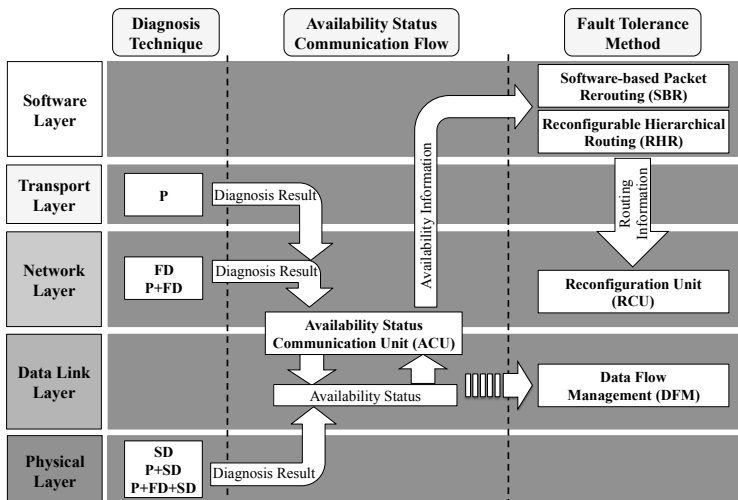 Diagnosis
Technique
Availability Status
Communication Flow
Fault Tolerance
Method
Software
Layer
Software-based Packet
Rerouting (SBR)
Reconfigurable Hierarchical
Routing (RHR)
Availability Information
Routing
Information
Transport
Layer
P
Diagnosis Result
Network
Layer
FD
P+FD
Diagnosis Result
Reconfiguration Unit
(RCU)
Availability Status
Communication Unit (ACU)
Data Link
Layer
Availability Status
Data Flow
Management (DFM)
Physical
Layer
SD
P+SD
P+FD+SD
Diagnosis Result